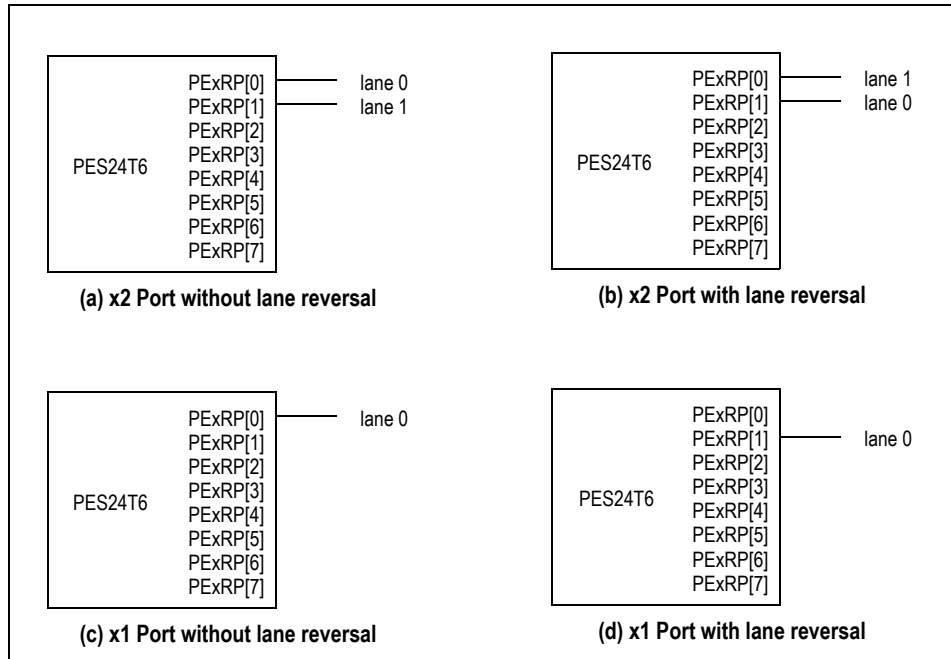 PES24T6
PExRP[0]
PExRP[1]
PExRP[2]
PExRP[3]
PExRP[4]
PExRP[5]
PExRP[6]
PExRP[7]
lane 0
lane 1
(a) x2 Port without lane reversal
PES24T6
PExRP[0]
PExRP[1]
PExRP[2]
PExRP[3]
PExRP[4]
PExRP[5]
PExRP[6]
PExRP[7]
lane 1
lane 0
(b) x2 Port with lane reversal
PES24T6
PExRP[0]
PExRP[1]
PExRP[2]
PExRP[3]
PExRP[4]
PExRP[5]
PExRP[6]
PExRP[7]
lane 0
(c) x1 Port without lane reversal
PES24T6
PExRP[0]
PExRP[1]
PExRP[2]
PExRP[3]
PExRP[4]
PExRP[5]
PExRP[6]
PExRP[7]
lane 0
(d) x1 Port with lane reversal